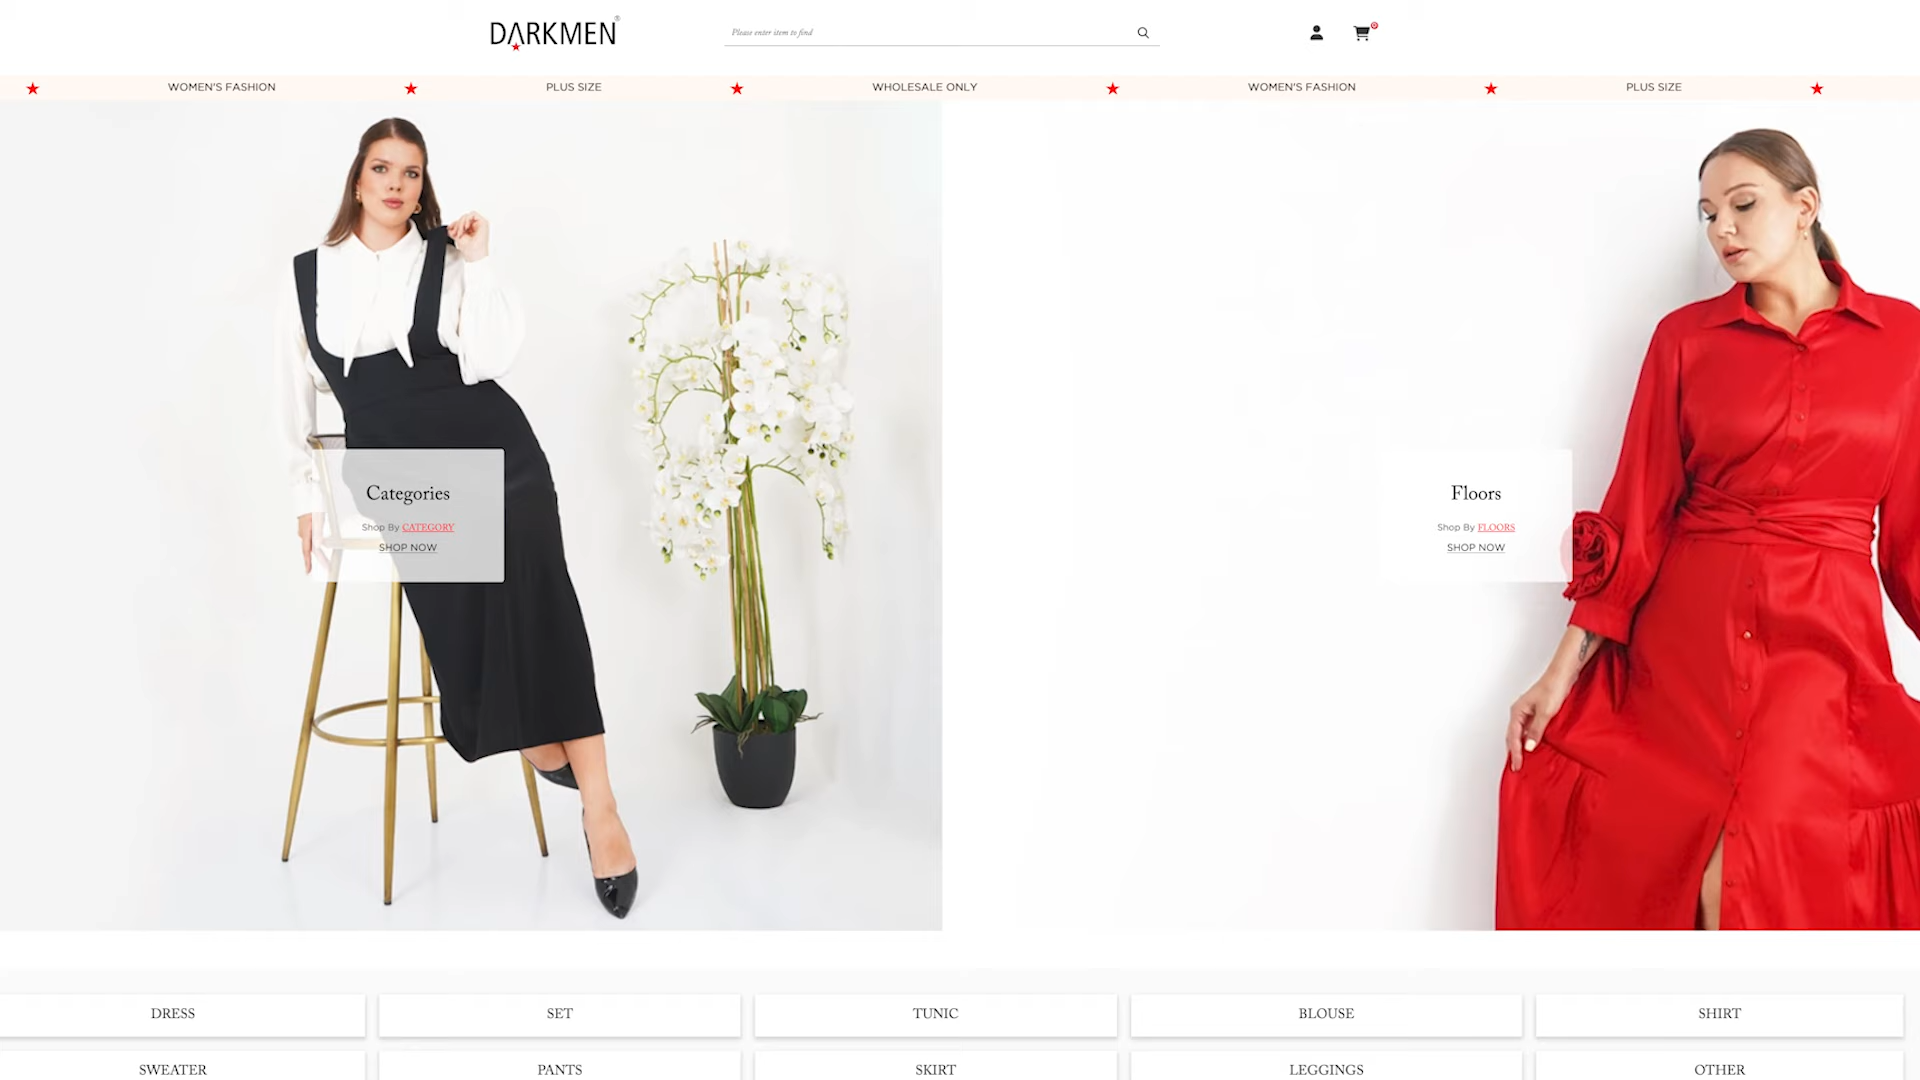 DARKMEN®
Please enter item to find
0
WOMEN'S FASHION
PLUS SIZE
WHOLESALE ONLY
WOMEN'S FASHION
PLUS SIZE
Categories
Shop By CATEGORY
SHOP NOW
Floors
Shop By FLOORS
SHOP NOW
DRESS
SET
TUNIC
BLOUSE
SHIRT
SWEATER
PANTS
SKIRT
LEGGINGS
OTHER